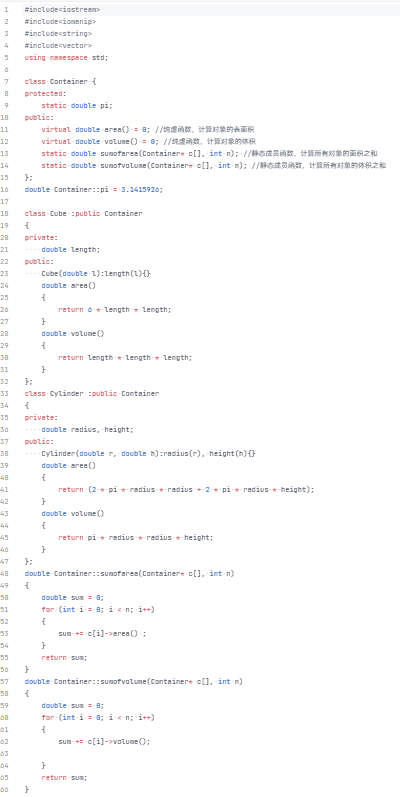 1 #include<iostream>
2 #include<iomanip>
3 #include<string>
4 #include<vector>
5 using namespace std;
6
7 class Container {
8 protected:
9     static double pi;
10 public:
11     virtual double area() = 0; //纯虚函数，计算对象的表面积
12     virtual double volume() = 0; //纯虚函数，计算对象的体积
13     static double sumofarea(Container* c[], int n); //静态成员函数，计算所有对象的面积之和
14     static double sumofvolume(Container* c[], int n); //静态成员函数，计算所有对象的体积之和
15 };
16 double Container::pi = 3.1415926;
17
18 class Cube :public Container
19 {
20 private:
21     double length;
22 public:
23     Cube(double l):length(l){}
24     double area()
25     {
26         return 6 * length * length;
27     }
28     double volume()
29     {
30         return length * length * length;
31     }
32 };
33 class Cylinder :public Container
34 {
35 private:
36     double radius, height;
37 public:
38     Cylinder(double r, double h):radius(r), height(h){}
39     double area()
40     {
41         return (2 * pi * radius * radius + 2 * pi * radius * height);
42     }
43     double volume()
44     {
45         return pi * radius * radius * height;
46     }
47 };
48 double Container::sumofarea(Container* c[], int n)
49 {
50     double sum = 0;
51     for (int i = 0; i < n; i++)
52     {
53         sum += c[i]->area() ;
54     }
55     return sum;
56 }
57 double Container::sumofvolume(Container* c[], int n)
58 {
59     double sum = 0;
60     for (int i = 0; i < n; i++)
61     {
62         sum += c[i]->volume();
63
64     }
65     return sum;
66 }